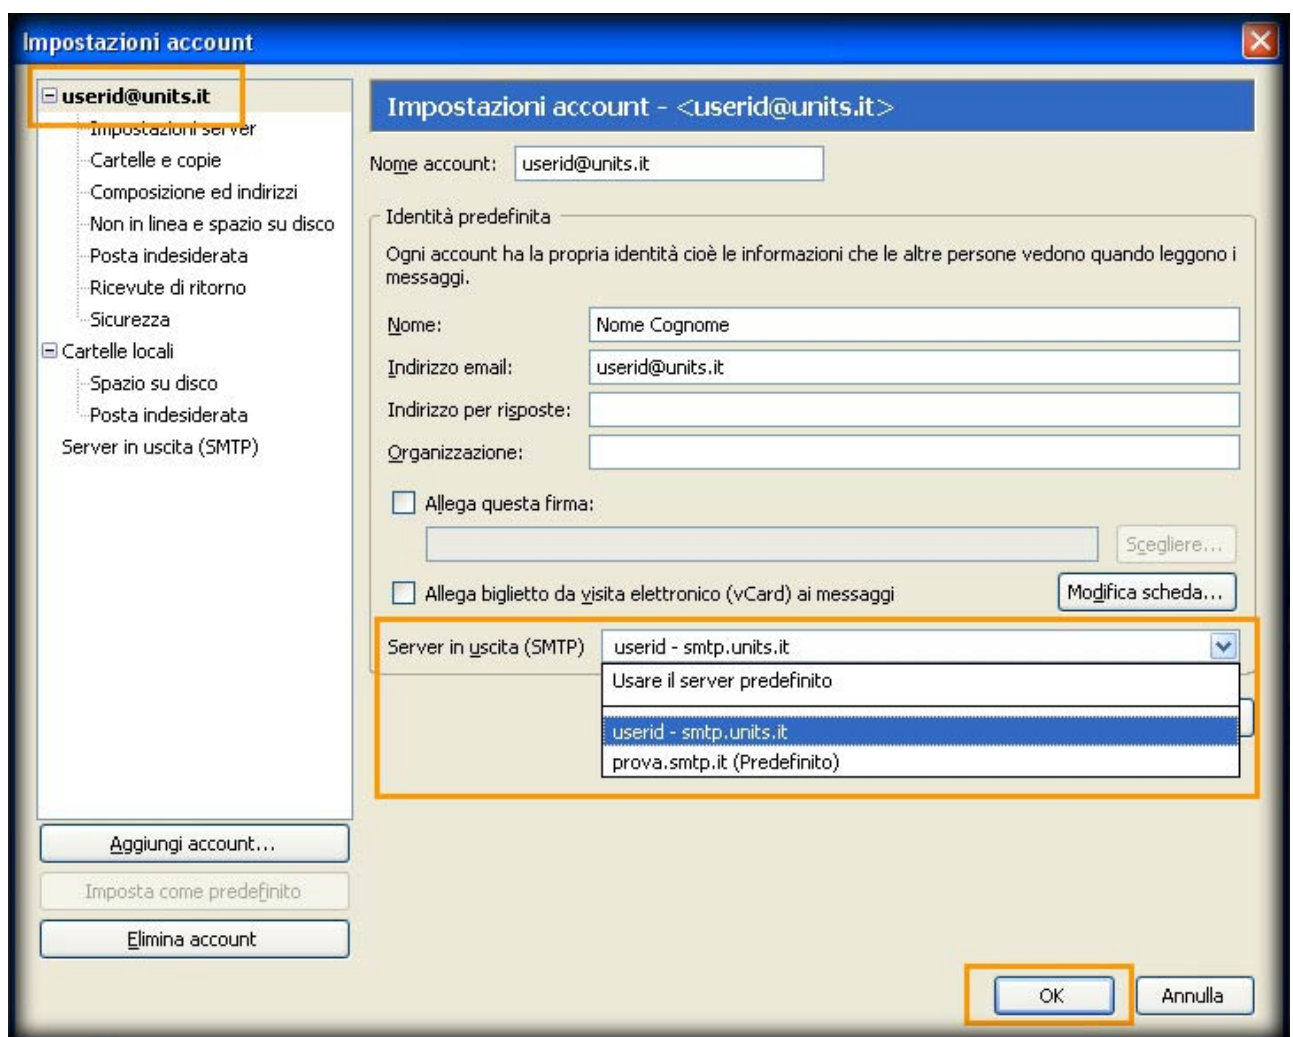 Impostazioni account
userid@units.it
Impostazioni server
Cartelle e copie
Composizione ed indirizzi
Non in linea e spazio su disco
Posta indesiderata
Ricevute di ritorno
Sicurezza
Cartelle locali
Spazio su disco
Posta indesiderata
Server in uscita (SMTP)
Aggiungi account...
Imposta come predefinito
Elimina account
Impostazioni account - <userid@units.it>
Nome account: userid@units.it
Identità predefinita
Ogni account ha la propria identità cioè le informazioni che le altre persone vedono quando leggono i
messaggi.
Nome: Nome Cognome
Indirizzo email: userid@units.it
Indirizzo per risposte:
Organizzazione:
Allega questa firma:
Scegliere...
Allega biglietto da visita elettronico (vCard) ai messaggi
Modifica scheda...
Server in uscita (SMTP) userid - smtp.units.it
Usare il server predefinito
userid - smtp.units.it
prova.smtp.it (Predefinito)
OK
Annulla